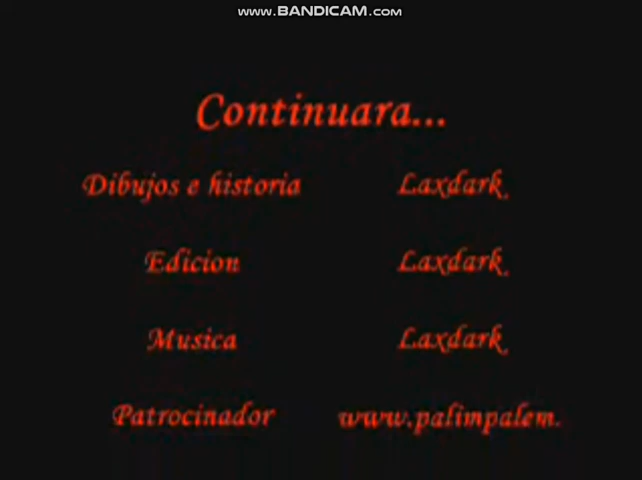 www.BANDICAM.com
Continuara...
Dibujos e historia Laxdark.
Edicion Laxdark.
Musica Laxdark.
Patrocinador www.palimpalem.